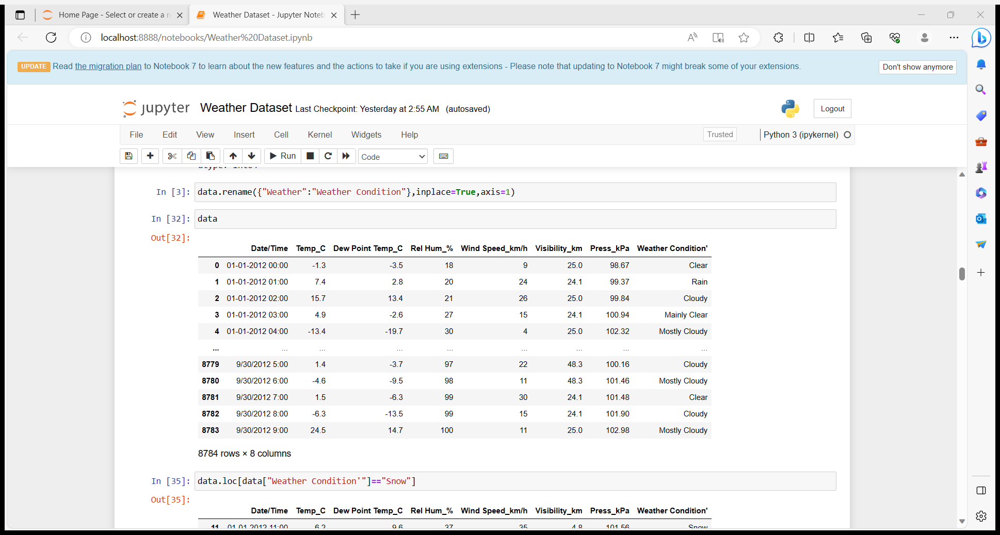 Home Page - Select or create a n
Weather Dataset - Jupyter Noteb
localhost:8888/notebooks/Weather%20Dataset.ipynb
UPDATE Read the migration plan to Notebook 7 to learn about the new features and the actions to take if you are using extensions - Please note that updating to Notebook 7 might break some of your extensions.
Don't show anymore
jupyter Weather Dataset Last Checkpoint: Yesterday at 2:55 AM (autosaved)
Logout
File Edit View Insert Cell Kernel Widgets Help Trusted Python 3 (ipykernel)
Run Code
In [3]: data.rename({"Weather":"Weather Condition"},inplace=True,axis=1)
In [32]: data
Out[32]:
Date/Time Temp_C Dew Point Temp_C Rel Hum_% Wind Speed_km/h Visibility_km Press_kPa Weather Condition'
0 01-01-2012 00:00 -1.3 -3.5 18 9 25.0 98.67 Clear
1 01-01-2012 01:00 7.4 2.8 20 24 24.1 99.37 Rain
2 01-01-2012 02:00 15.7 13.4 21 26 25.0 99.84 Cloudy
3 01-01-2012 03:00 4.9 -2.6 27 15 24.1 100.94 Mainly Clear
4 01-01-2012 04:00 -13.4 -19.7 30 4 25.0 102.32 Mostly Cloudy
... ... ... ... ... ... ... ... ...
8779 9/30/2012 5:00 1.4 -3.7 97 22 48.3 100.16 Cloudy
8780 9/30/2012 6:00 -4.6 -9.5 98 11 48.3 101.46 Mostly Cloudy
8781 9/30/2012 7:00 1.5 -6.3 99 30 24.1 101.48 Clear
8782 9/30/2012 8:00 -6.3 -13.5 99 15 24.1 101.90 Cloudy
8783 9/30/2012 9:00 24.5 14.7 100 11 25.0 102.98 Mostly Cloudy
8784 rows × 8 columns
In [35]: data.loc[data["Weather Condition'"]=="Snow"]
Out[35]:
Date/Time Temp_C Dew Point Temp_C Rel Hum_% Wind Speed_km/h Visibility_km Press_kPa Weather Condition'
11 01-01-2012 11:00 37 35 4.8 101.56 Snow